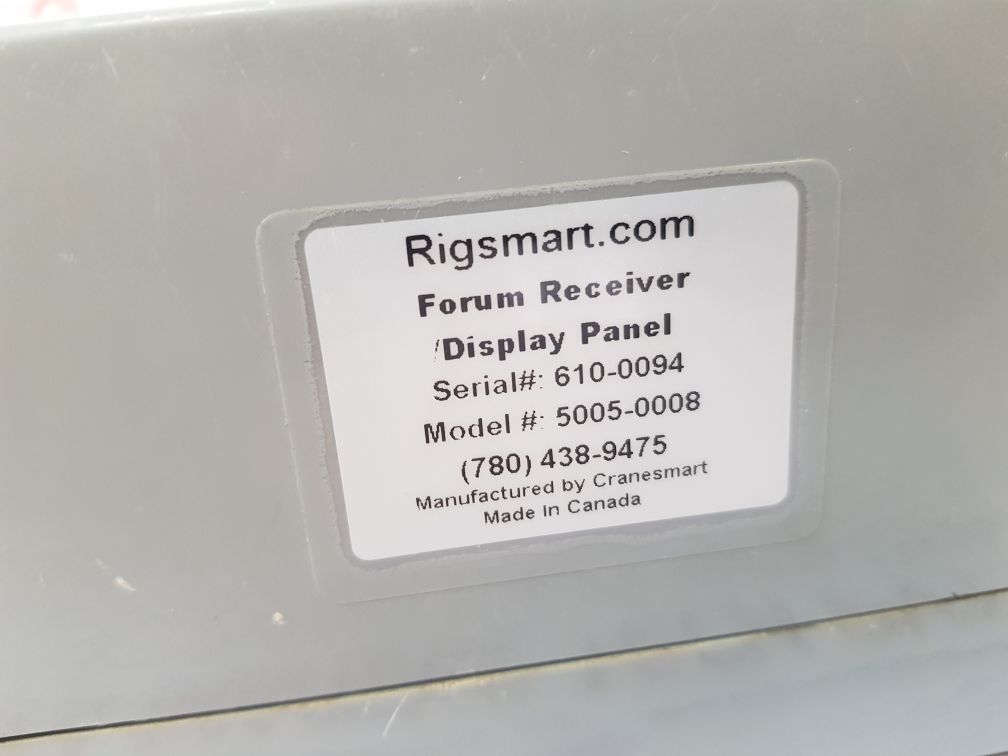 Rigsmart.com
Forum Receiver
/Display Panel
Serial#: 610-0094
Model #: 5005-0008
(780) 438-9475
Manufactured by Cranesmart
Made In Canada